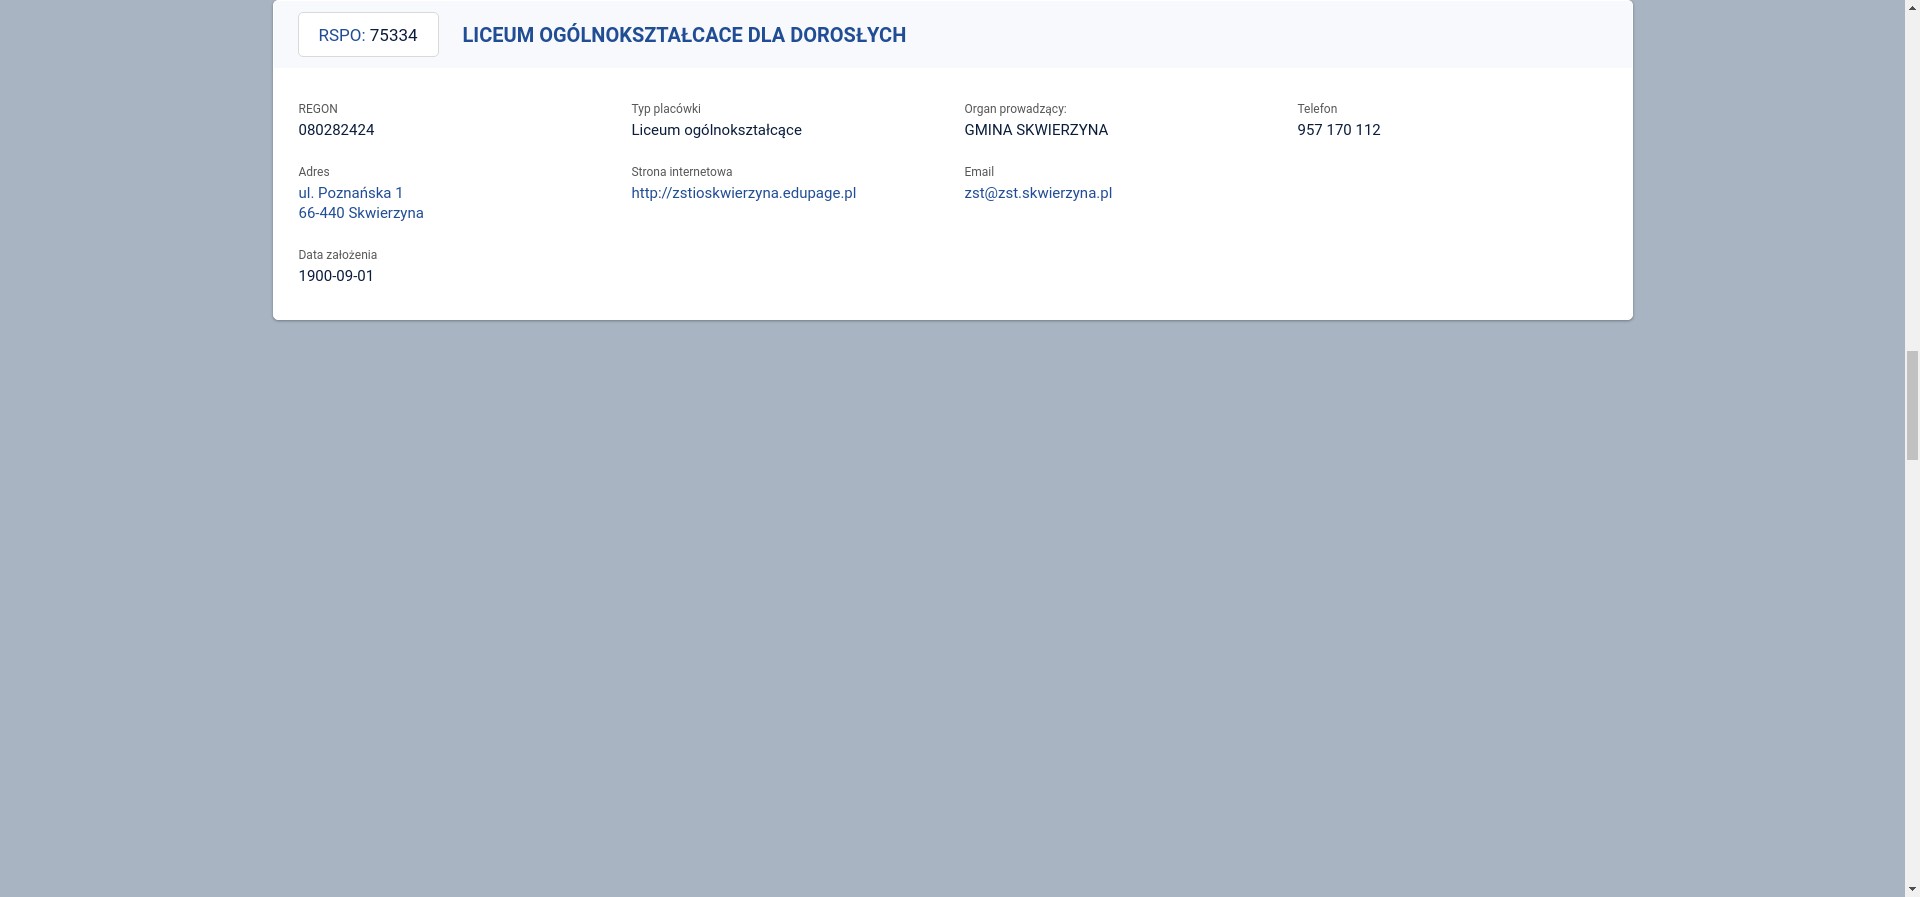 RSPO: 75334
LICEUM OGÓLNOKSZTAŁCACE DLA DOROSŁYCH
REGON
080282424
Typ placówki
Liceum ogólnokształcące
Organ prowadzący:
GMINA SKWIERZYNA
Telefon
957 170 112
Adres
ul. Poznańska 1
66-440 Skwierzyna
Strona internetowa
http://zstioskwierzyna.edupage.pl
Email
zst@zst.skwierzyna.pl
Data założenia
1900-09-01